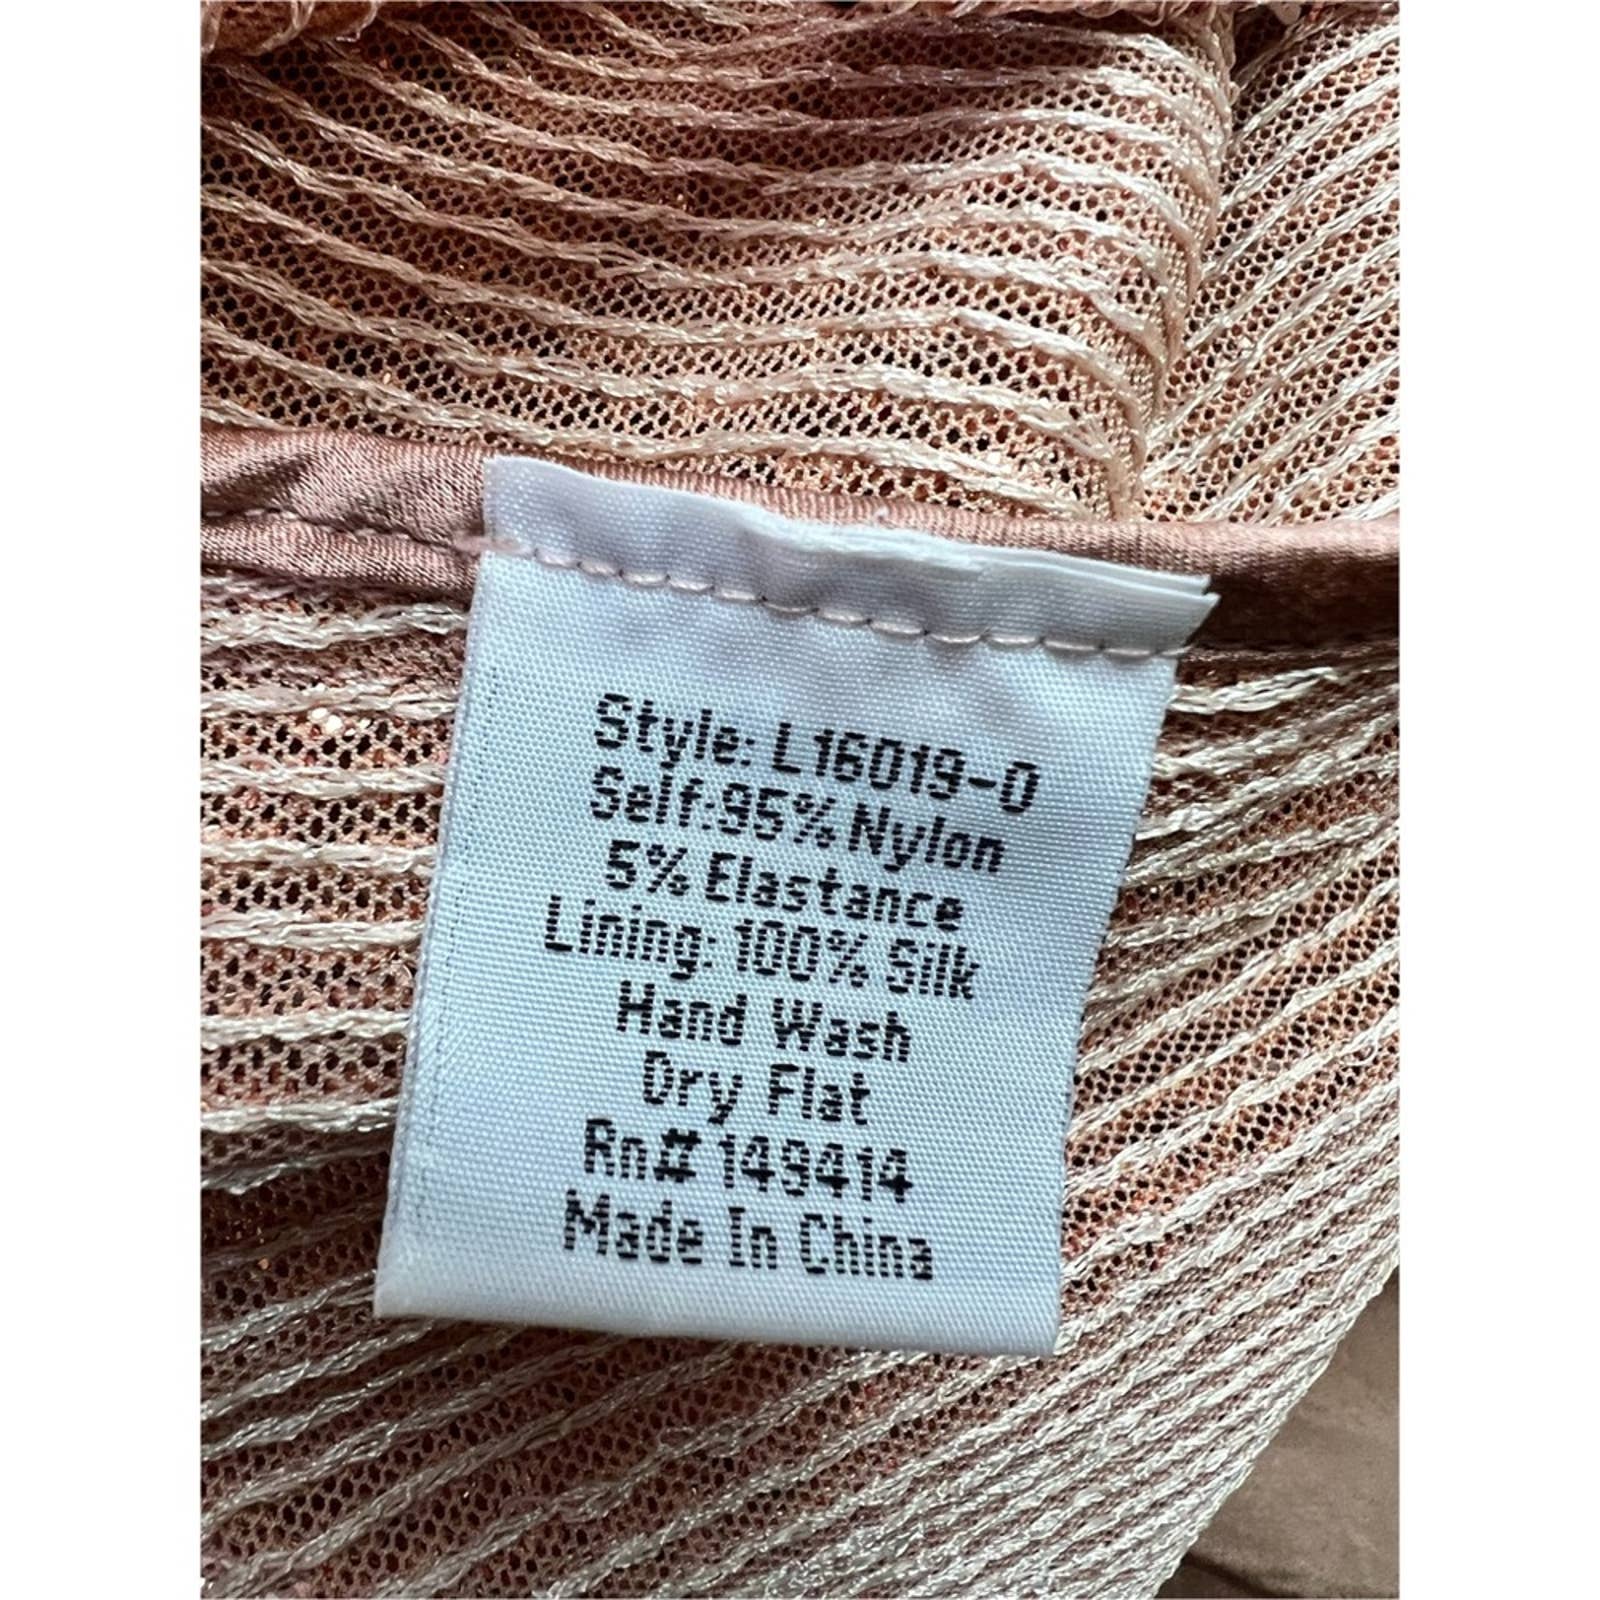 Style: L16019-0
Self:95% Nylon
5% Elastance
Lining: 100% Silk
Hand Wash
Dry Flat
Rn# 149414
Made In China